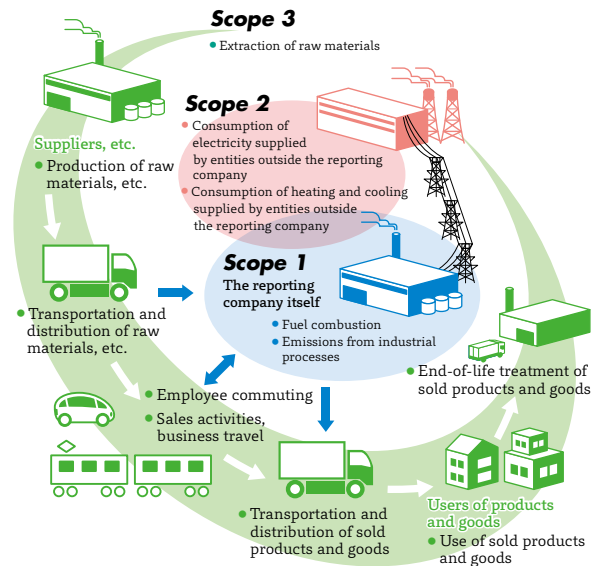 Scope 3
• Extraction of raw materials
Scope 2
• Consumption of
electricity supplied
by entities outside the reporting
company
• Consumption of heating and cooling
supplied by entities outside
the reporting company
Suppliers, etc.
• Production of raw
materials, etc.
Scope 1
The reporting
company itself
• Fuel combustion
• Emissions from industrial
processes
• Transportation and
distribution of raw
materials, etc.
• End-of-life treatment of
sold products and goods
• Employee commuting
• Sales activities,
business travel
• Transportation and
distribution of sold
products and goods
Users of products
and goods
• Use of sold products
and goods